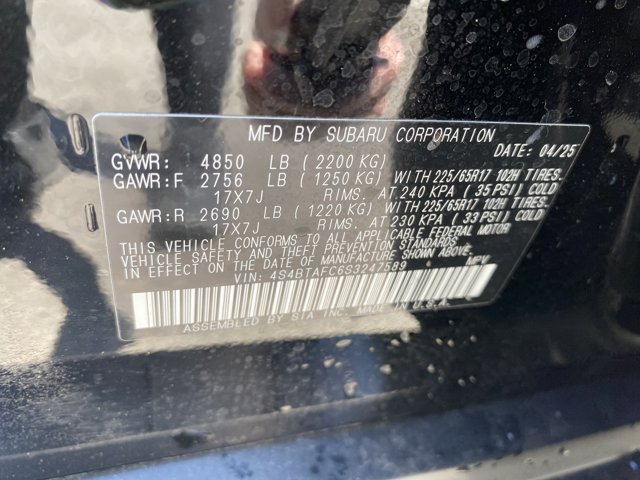 MFD BY SUBARU CORPORATION
DATE: 04/25
GVWR: 4850 LB (2200 KG)
GAWR:F 2756 LB (1250 KG) WITH 225/65R17 102H TIRES.
17X7J RIMS. AT 240 KPA (35 PSI) COLD
GAWR:R 2690 LB (1220 KG) WITH 225/65R17 102H TIRES.
17X7J RIMS. AT 230 KPA (33 PSI) COLD
THIS VEHICLE CONFORMS TO ALL APPLICABLE FEDERAL MOTOR
VEHICLE SAFETY AND THEFT PREVENTION STANDARDS
IN EFFECT ON THE DATE OF MANUFACTURE SHOWN ABOVE.
VIN: 4S4BTAFC6S3247589 MPV
ASSEMBLED BY SIA INC. MADE IN U.S.A.